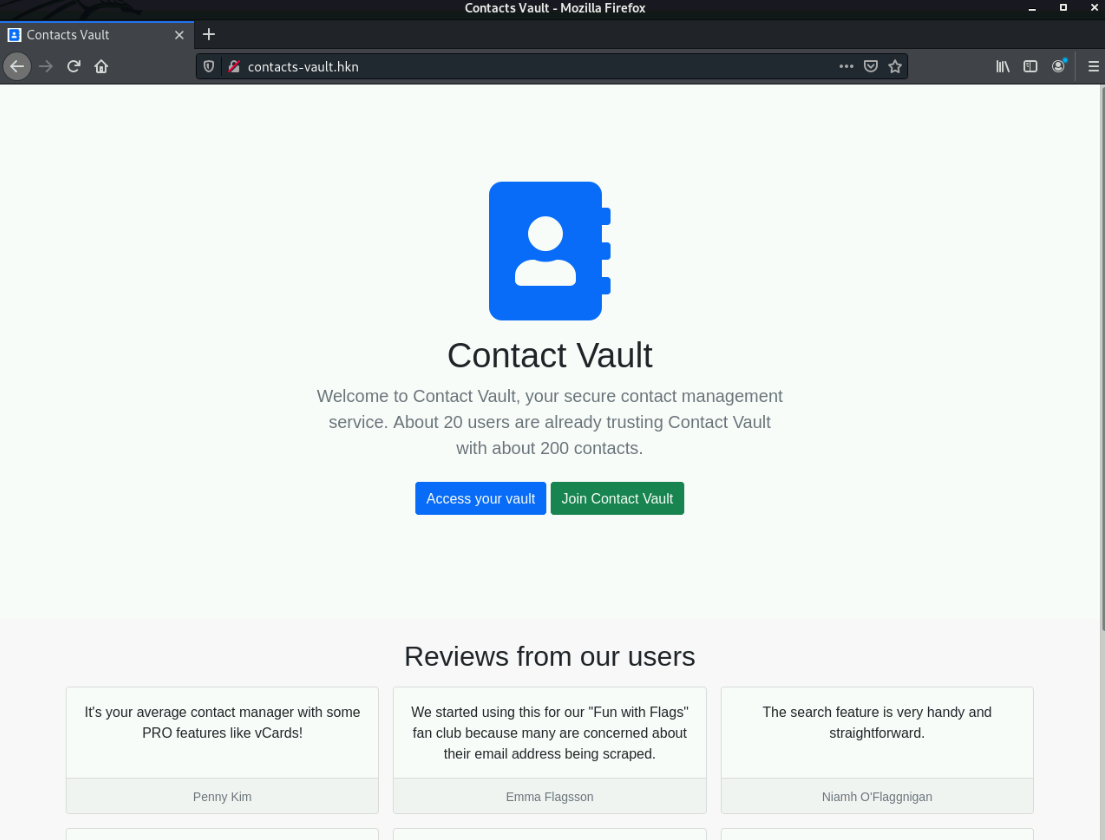 Contacts Vault - Mozilla Firefox
Contacts Vault
contacts-vault.hkn
Contact Vault
Welcome to Contact Vault, your secure contact management
service. About 20 users are already trusting Contact Vault
with about 200 contacts.
Access your vault
Join Contact Vault
Reviews from our users
It's your average contact manager with some
PRO features like vCards!
Penny Kim
We started using this for our "Fun with Flags"
fan club because many are concerned about
their email address being scraped.
Emma Flagsson
The search feature is very handy and
straightforward.
Niamh O'Flaggnigan